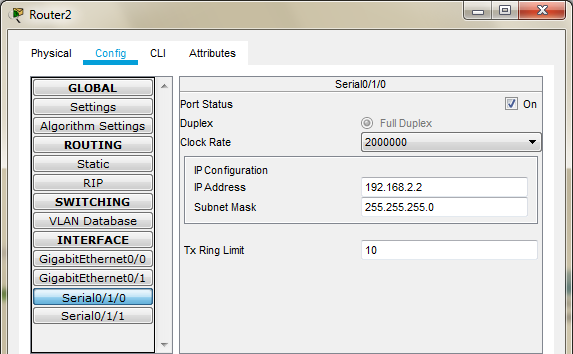 Router2
Physical Config CLI Attributes
GLOBAL
Settings
Algorithm Settings
ROUTING
Static
RIP
SWITCHING
VLAN Database
INTERFACE
GigabitEthernet0/0
GigabitEthernet0/1
Serial0/1/0
Serial0/1/1
Serial0/1/0
Port Status On
Duplex Full Duplex
Clock Rate 2000000
IP Configuration
IP Address 192.168.2.2
Subnet Mask 255.255.255.0
Tx Ring Limit 10